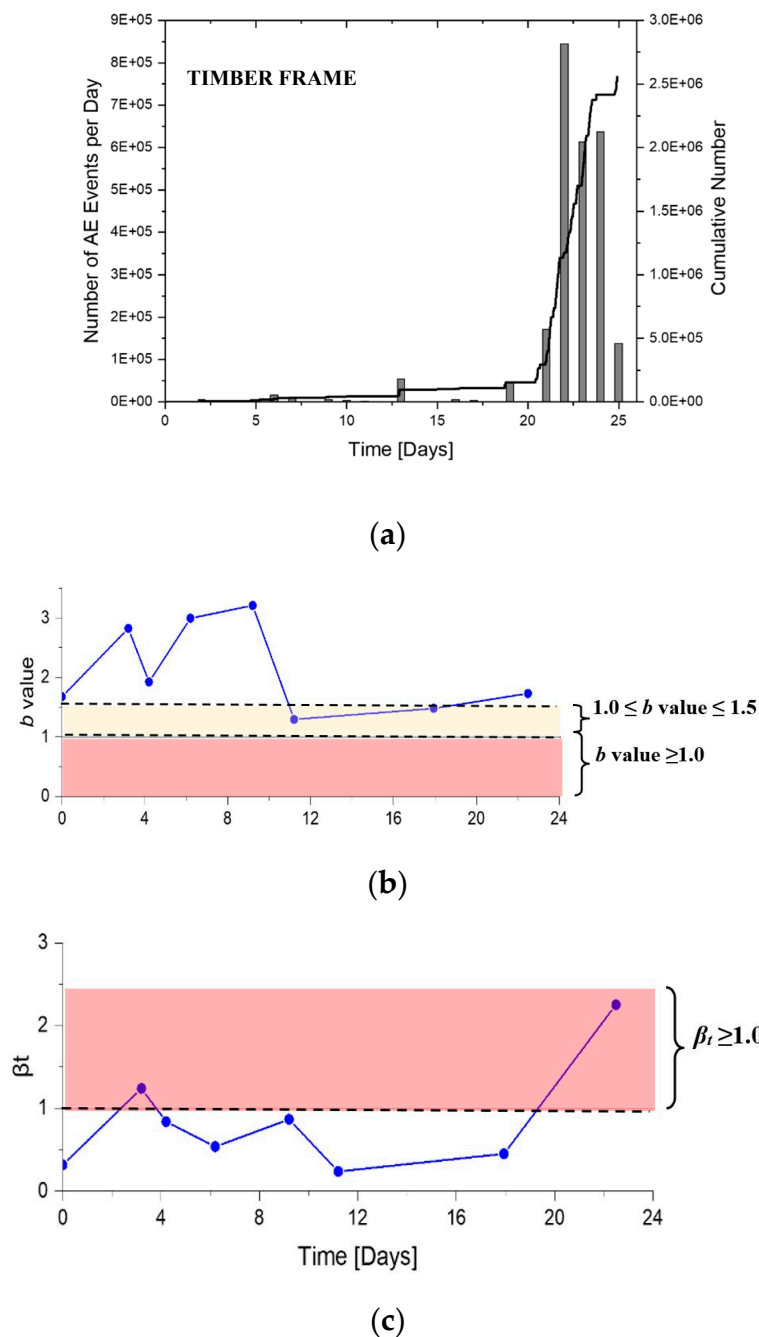 TIMBER FRAME
Number of AE Events per Day
9E+05
8E+05
7E+05
6E+05
5E+05
4E+05
3E+05
2E+05
1E+05
0E+00
3.0E+06
2.5E+06
2.0E+06
1.5E+06
1.0E+06
5.0E+05
0.0E+00
Cumulative Number
0 5 10 15 20 25
Time [Days]
(a)
b value
3
2
1
0
0 4 8 12 16 20 24
1.0 ≤ b value ≤ 1.5
b value ≥1.0
(b)
βt
3
2
1
0
0 4 8 12 16 20 24
βt ≥1.0
Time [Days]
(c)